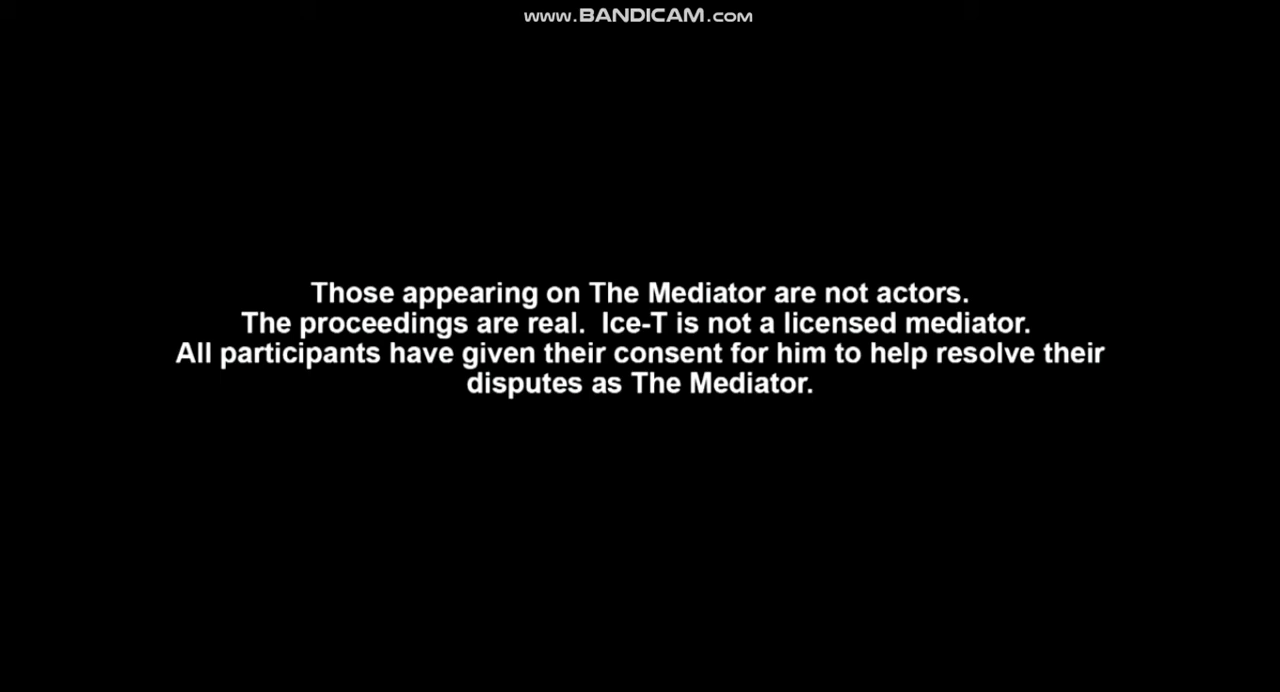 www.BANDICAM.com
Those appearing on The Mediator are not actors.
The proceedings are real.  Ice-T is not a licensed mediator.
All participants have given their consent for him to help resolve their
disputes as The Mediator.